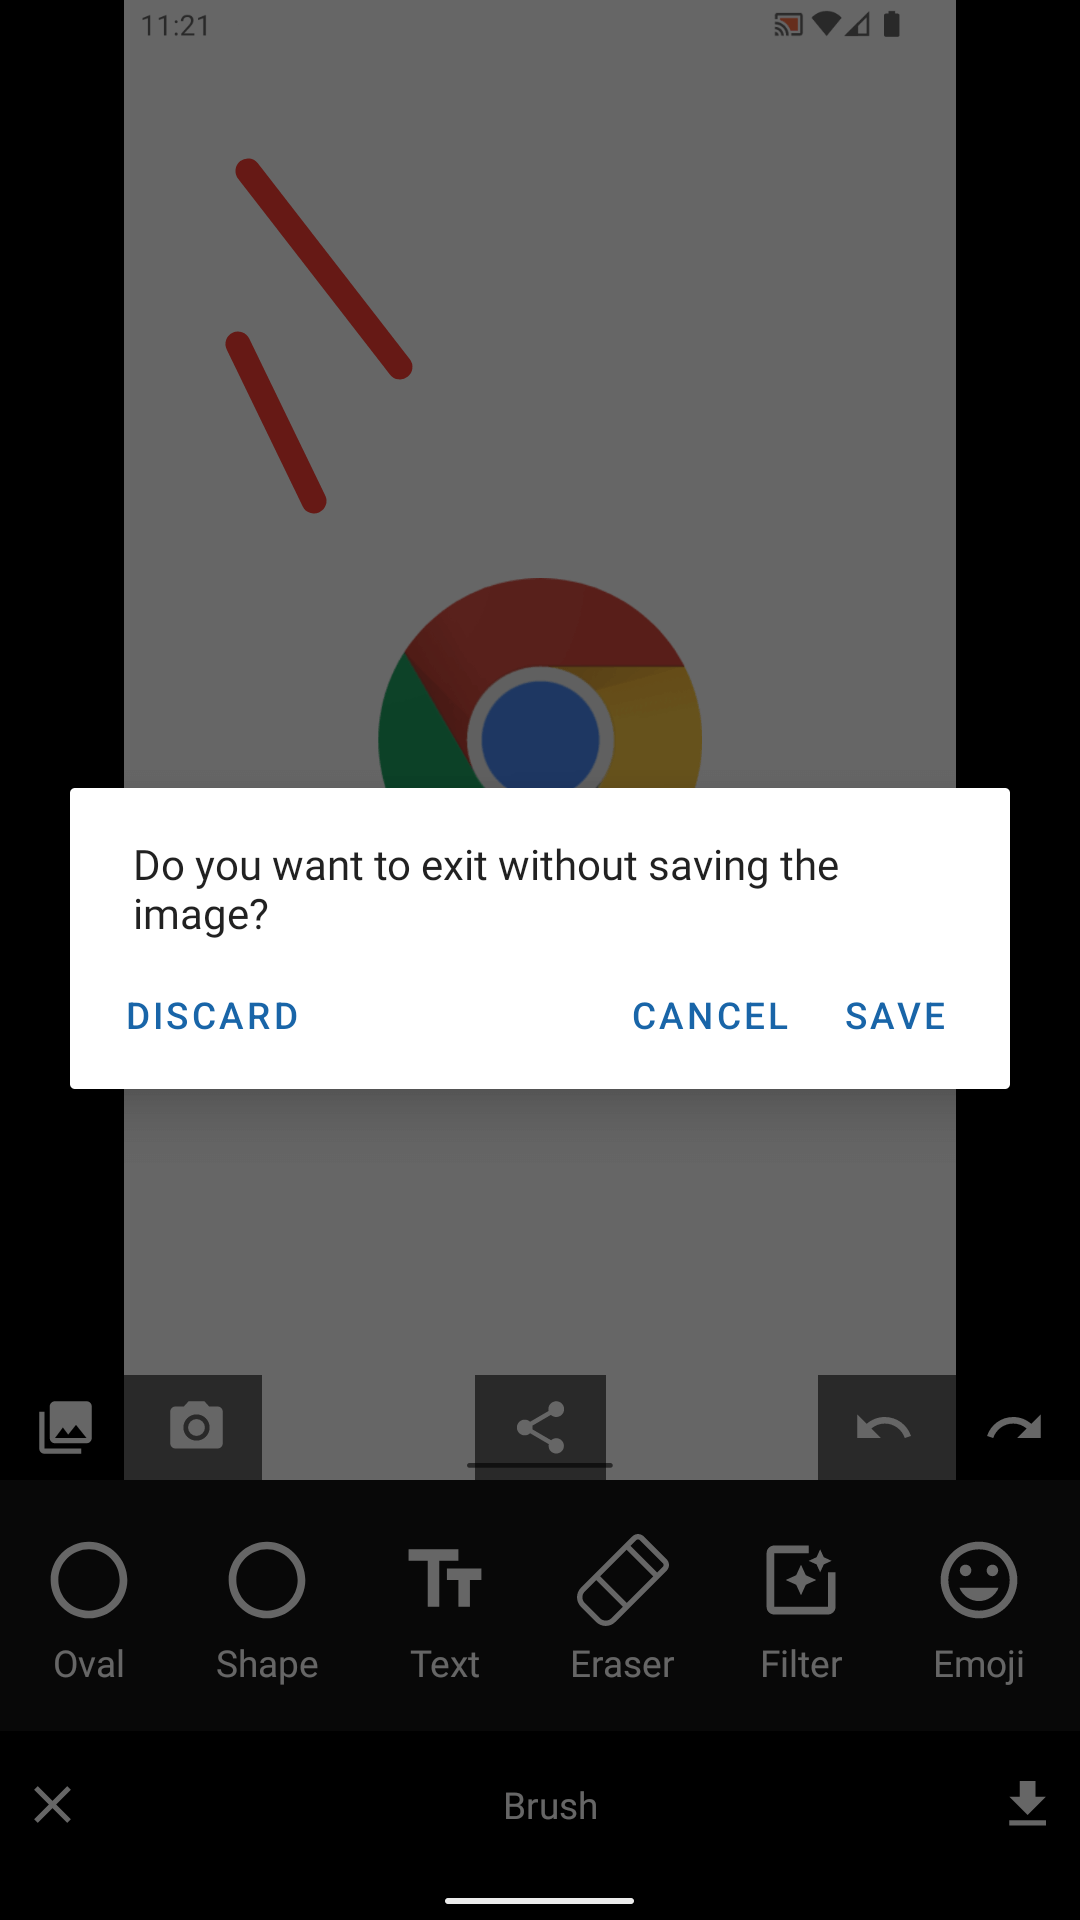 11:21
Do you want to exit without saving the
image?
DISCARD CANCEL SAVE
Oval Shape Text Eraser Filter Emoji
Brush